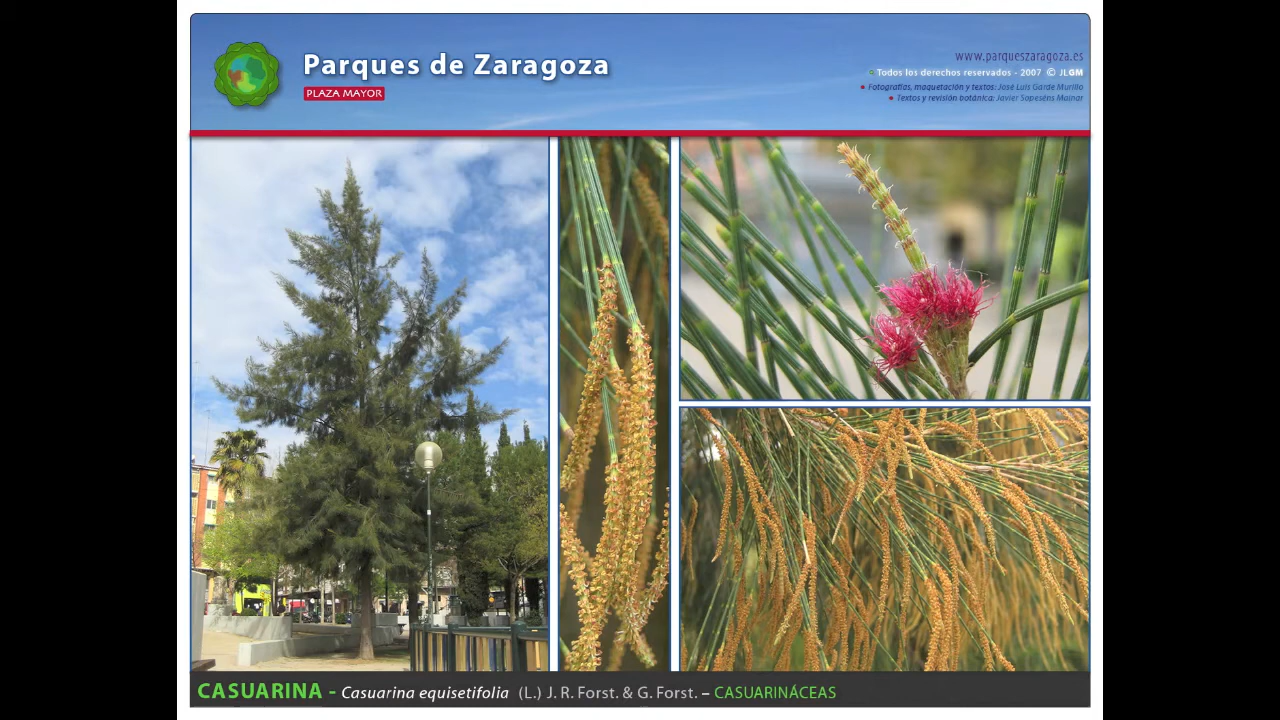 Parques de Zaragoza
PLAZA MAYOR
www.parqueszaragoza.es
Todos los derechos reservados - 2007 © JLGM
Fotografías, maquetación y textos: José Luis Garde Murillo
Textos y revisión botánica: Javier Sopeséns Mainar
CASUARINA - Casuarina equisetifolia (L.) J. R. Forst. & G. Forst. – CASUARINÁCEAS